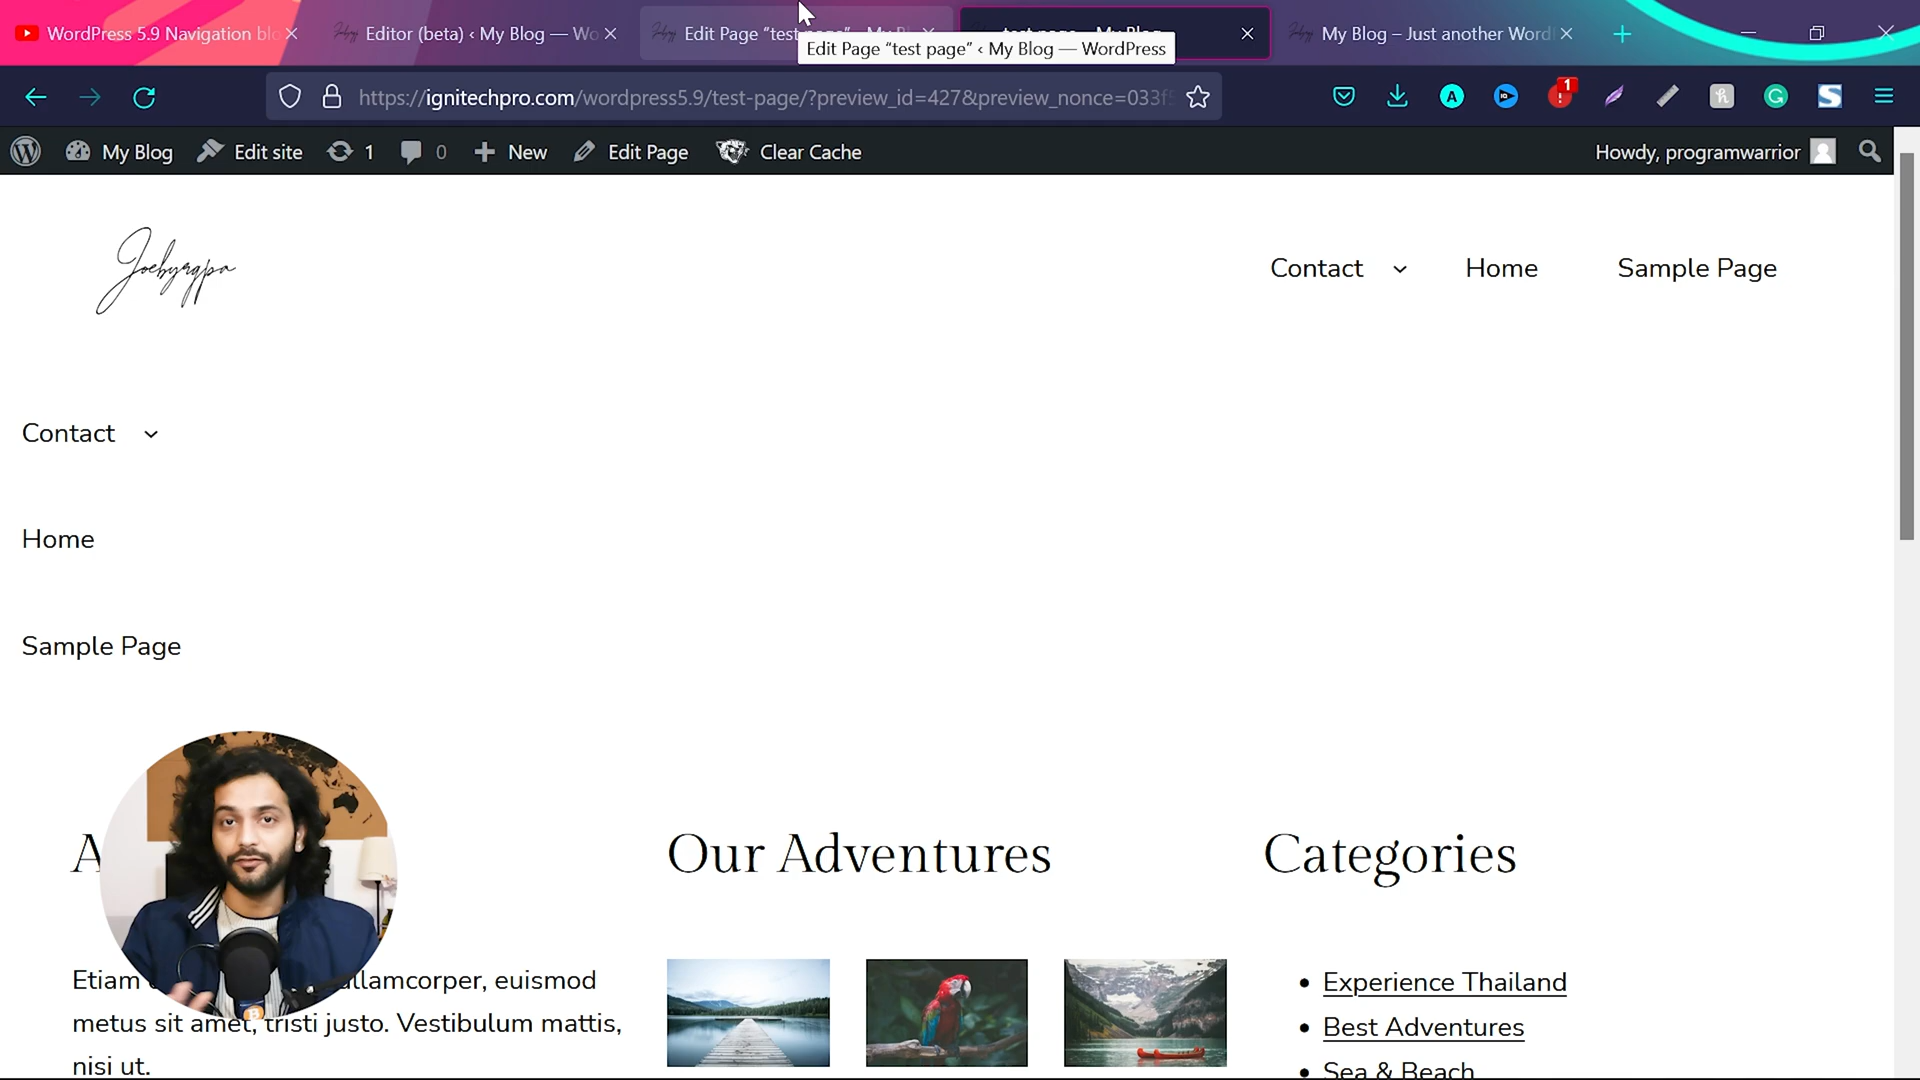 WordPress 5.9 Navigation blo
Editor (beta) ‹ My Blog — Wo
Edit Page “test
My Blog – Just another Word
Edit Page “test page” ‹ My Blog — WordPress
https://ignitechpro.com/wordpress5.9/test-page/?preview_id=427&preview_nonce=033f
1
My Blog
Edit site
1
0
New
Edit Page
Clear Cache
Howdy, programwarrior
Contact
Home
Sample Page
Contact
Home
Sample Page
Our Adventures
Categories
Etiam
ullamcorper, euismod
metus sit amet, tristi justo. Vestibulum mattis,
nisi ut.
Experience Thailand
Best Adventures
Sea & Beach